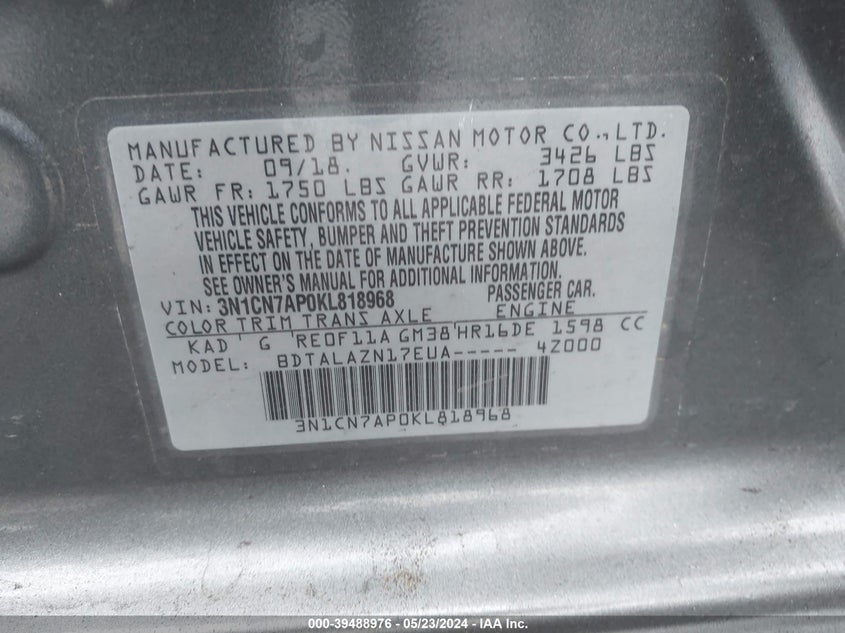 MANUFACTURED BY NISSAN MOTOR CO.,LTD.
DATE: 09/18. GVWR: 3426 LBS
GAWR FR: 1750 LBS GAWR RR: 1708 LBS
THIS VEHICLE CONFORMS TO ALL APPLICABLE FEDERAL MOTOR
VEHICLE SAFETY, BUMPER AND THEFT PREVENTION STANDARDS
IN EFFECT ON THE DATE OF MANUFACTURE SHOWN ABOVE.
SEE OWNER'S MANUAL FOR ADDITIONAL INFORMATION.
VIN: 3N1CN7AP0KL818968 PASSENGER CAR.
COLOR TRIM TRANS AXLE ENGINE
KAD G RE0F11A GM38 HR16DE 1598 CC
MODEL: BDTALAZN17EUA----- 4Z000
3N1CN7AP0KL818968
000-39488976 / 05/23/2024 - IAA Inc.